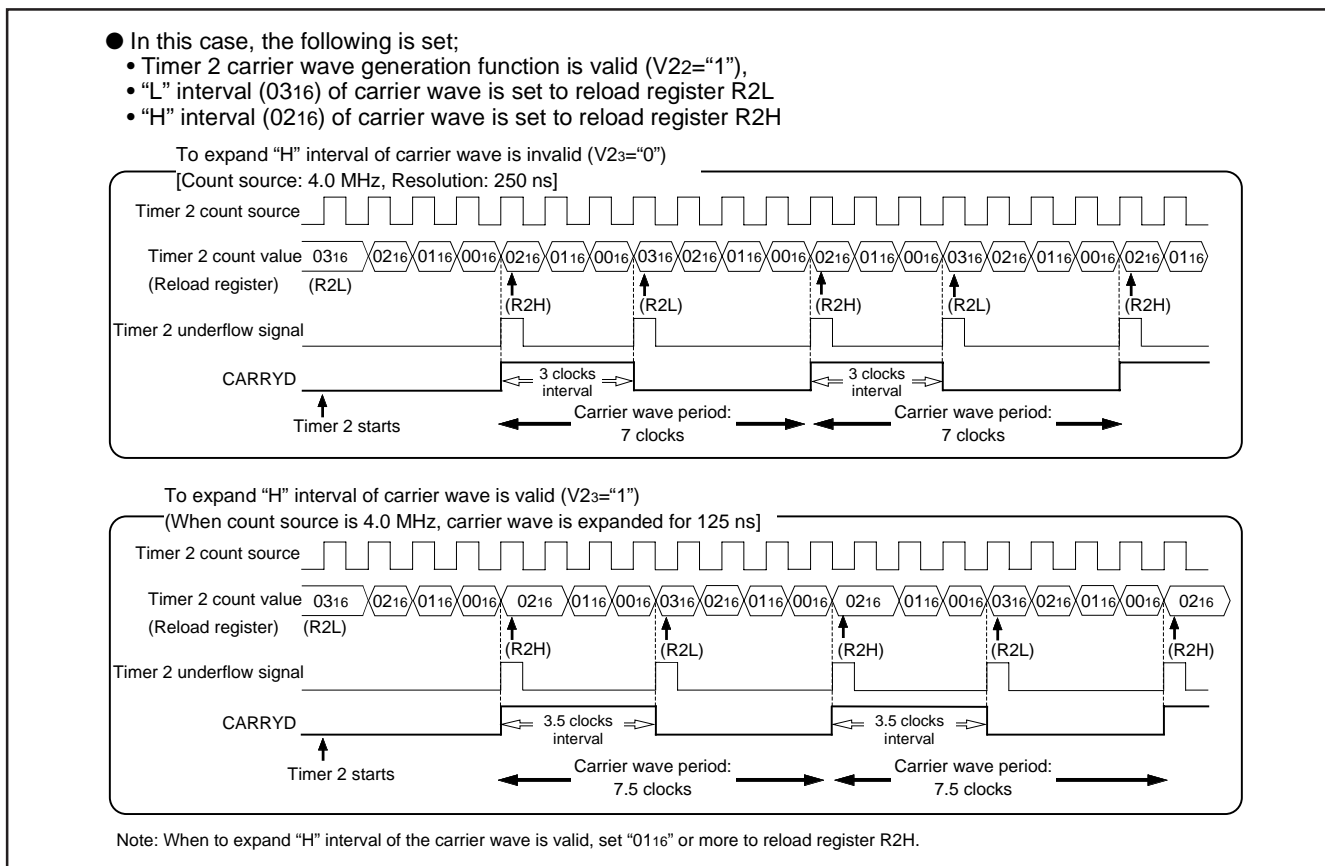 ● In this case, the following is set;
• Timer 2 carrier wave generation function is valid (V22=“1”),
• “L” interval (0316) of carrier wave is set to reload register R2L
• “H” interval (0216) of carrier wave is set to reload register R2H
To expand “H” interval of carrier wave is invalid (V23=“0”)
[Count source: 4.0 MHz, Resolution: 250 ns]
Timer 2 count source
Timer 2 count value 0316 0216 0116 0016 0216 0116 0016 0316 0216 0116 0016 0216 0116 0016 0316 0216 0116 0016 0216 0116
(Reload register) (R2L) (R2H) (R2L) (R2H) (R2L) (R2H)
Timer 2 underflow signal
CARRYD 3 clocks interval 3 clocks interval
Timer 2 starts Carrier wave period: Carrier wave period:
7 clocks 7 clocks
To expand “H” interval of carrier wave is valid (V23=“1”)
(When count source is 4.0 MHz, carrier wave is expanded for 125 ns]
Timer 2 count source
Timer 2 count value 0316 0216 0116 0016 0216 0116 0016 0316 0216 0116 0016 0216 0116 0016 0316 0216 0116 0016 0216
(Reload register) (R2L) (R2H) (R2L) (R2H) (R2L) (R2H)
Timer 2 underflow signal
CARRYD 3.5 clocks interval 3.5 clocks interval
Timer 2 starts Carrier wave period: Carrier wave period:
7.5 clocks 7.5 clocks
Note: When to expand “H” interval of the carrier wave is valid, set “0116” or more to reload register R2H.